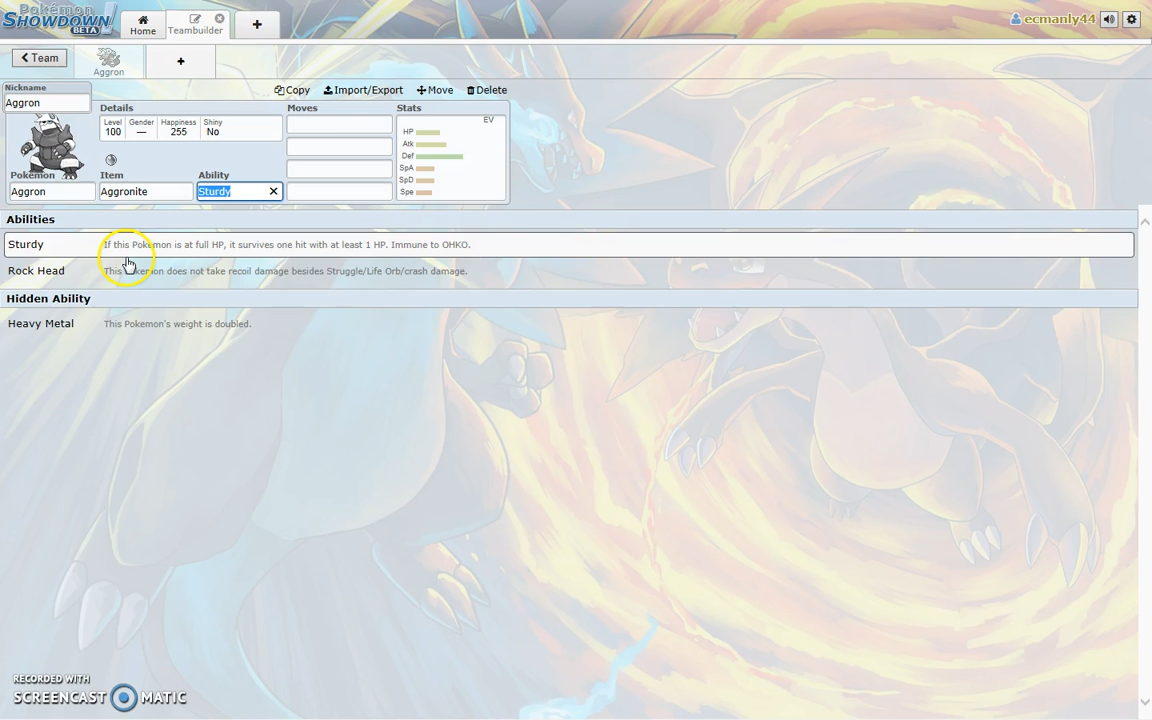 Pokémon
SHOWDOWN!
BETA
Home
Teambuilder
+
ecmanly44
< Team
Aggron
+
Nickname
Aggron
Copy Import/Export Move Delete
Details
Moves
Stats
EV
Level Gender Happiness Shiny
100 — 255 No
HP
Atk
Def
SpA
SpD
Spe
Pokémon Item Ability
Aggron Aggronite Sturdy ✕
Abilities
Sturdy If this Pokemon is at full HP, it survives one hit with at least 1 HP. Immune to OHKO.
Rock Head This Pokemon does not take recoil damage besides Struggle/Life Orb/crash damage.
Hidden Ability
Heavy Metal This Pokemon's weight is doubled.
RECORDED WITH
SCREENCAST MATIC